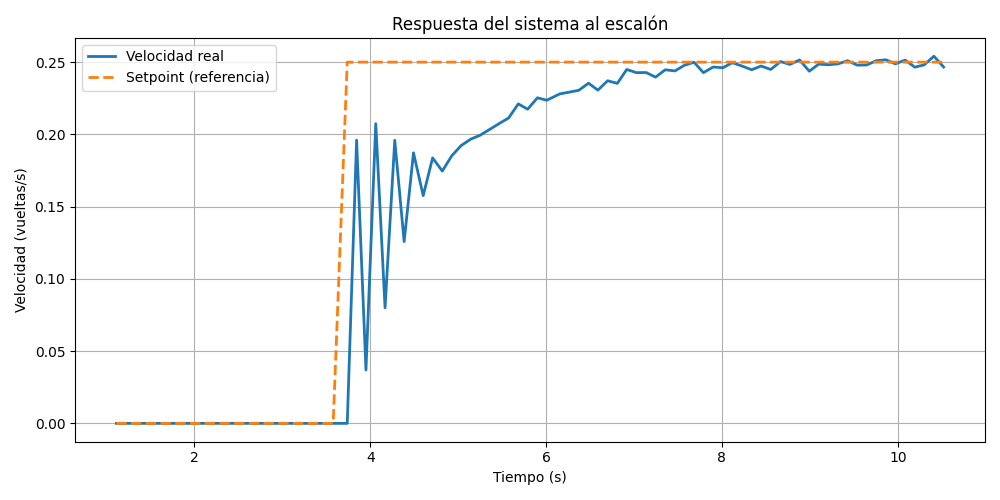 Respuesta del sistema al escalón
Velocidad real
Setpoint (referencia)
Velocidad (vueltas/s)
0.25
0.20
0.15
0.10
0.05
0.00
2 4 6 8 10
Tiempo (s)